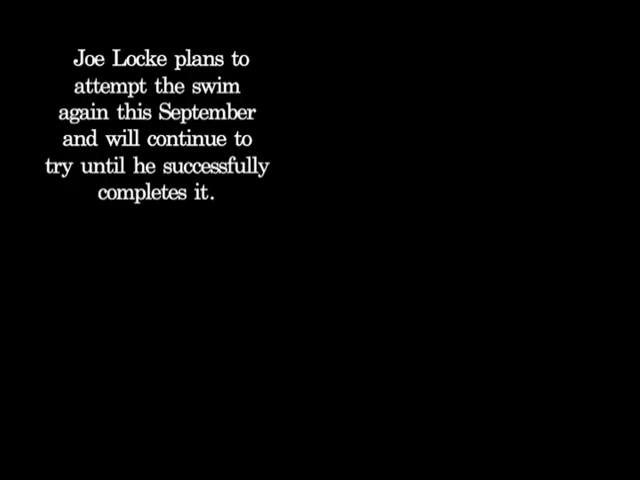 Joe Locke plans to
attempt the swim
again this September
and will continue to
try until he successfully
completes it.